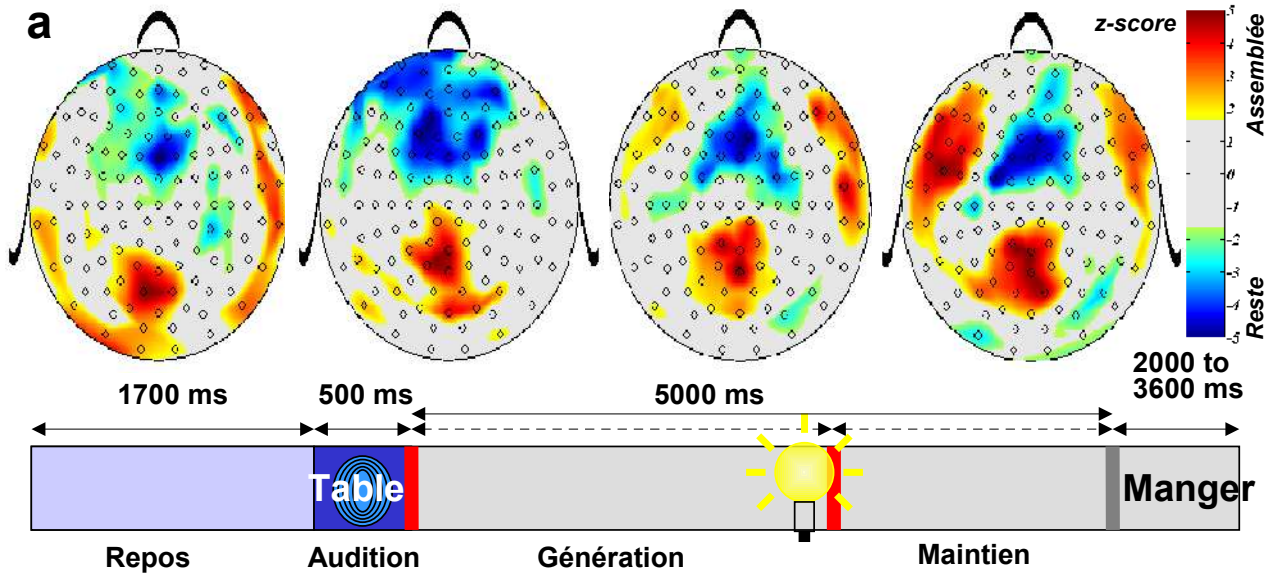 a
z-score
5
4
3
2
1
0
-1
-2
-3
-4
-5
Assemblée
Reste
1700 ms
500 ms
5000 ms
2000 to
3600 ms
Table
Manger
Repos
Audition
Génération
Maintien